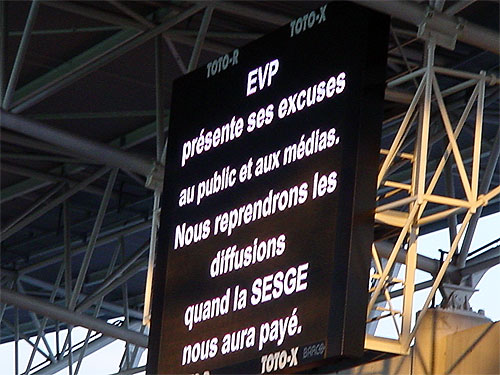 TOTO-R TOTO-X
EVP
présente ses excuses
au public et aux médias.
Nous reprendrons les
diffusions
quand la SESGE
nous aura payé.
TOTO-X BARCO